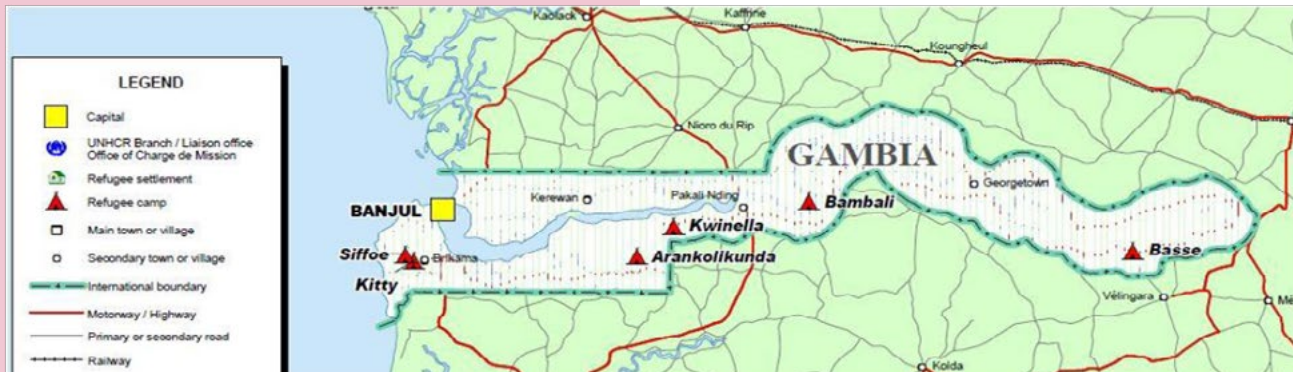 LEGEND
Capital
UNHCR Branch / Liaison office
Office of Charge de Mission
Refugee settlement
Refugee camp
Main town or village
Secondary town or village
International boundary
Motorway / Highway
Primary or secondary road
Railway
Kaolack
Kaffrine
Koungheul
Nioro du Rip
GAMBIA
Georgetown
Kerewan
Pakali Nding
Bambali
BANJUL
Kwinella
Siffoe
Brikama
Arankolikunda
Basse
Kitty
Vélingara
Kolda